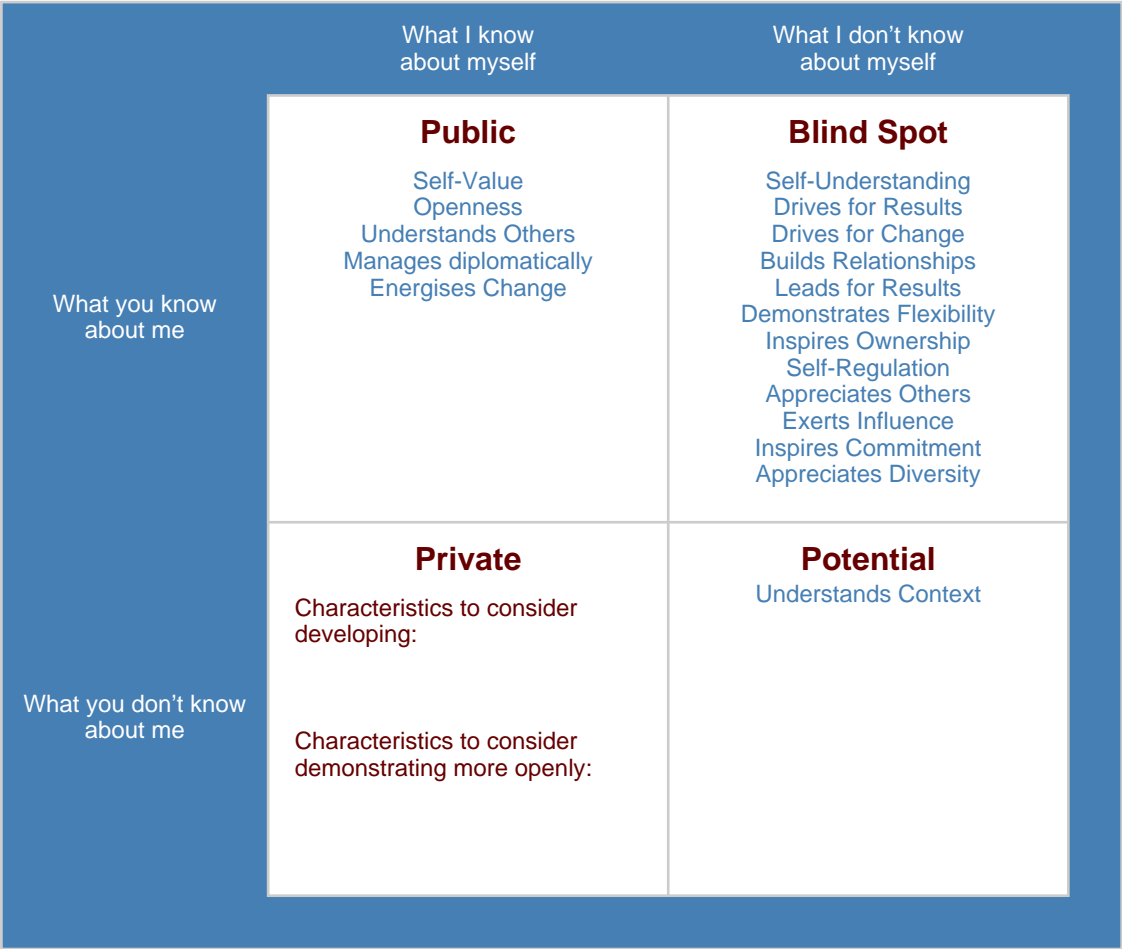 What I know
about myself
What I don’t know
about myself
What you know
about me
Public
Self-Value
Openness
Understands Others
Manages diplomatically
Energises Change
Blind Spot
Self-Understanding
Drives for Results
Drives for Change
Builds Relationships
Leads for Results
Demonstrates Flexibility
Inspires Ownership
Self-Regulation
Appreciates Others
Exerts Influence
Inspires Commitment
Appreciates Diversity
What you don’t know
about me
Private
Characteristics to consider
developing:
Characteristics to consider
demonstrating more openly:
Potential
Understands Context